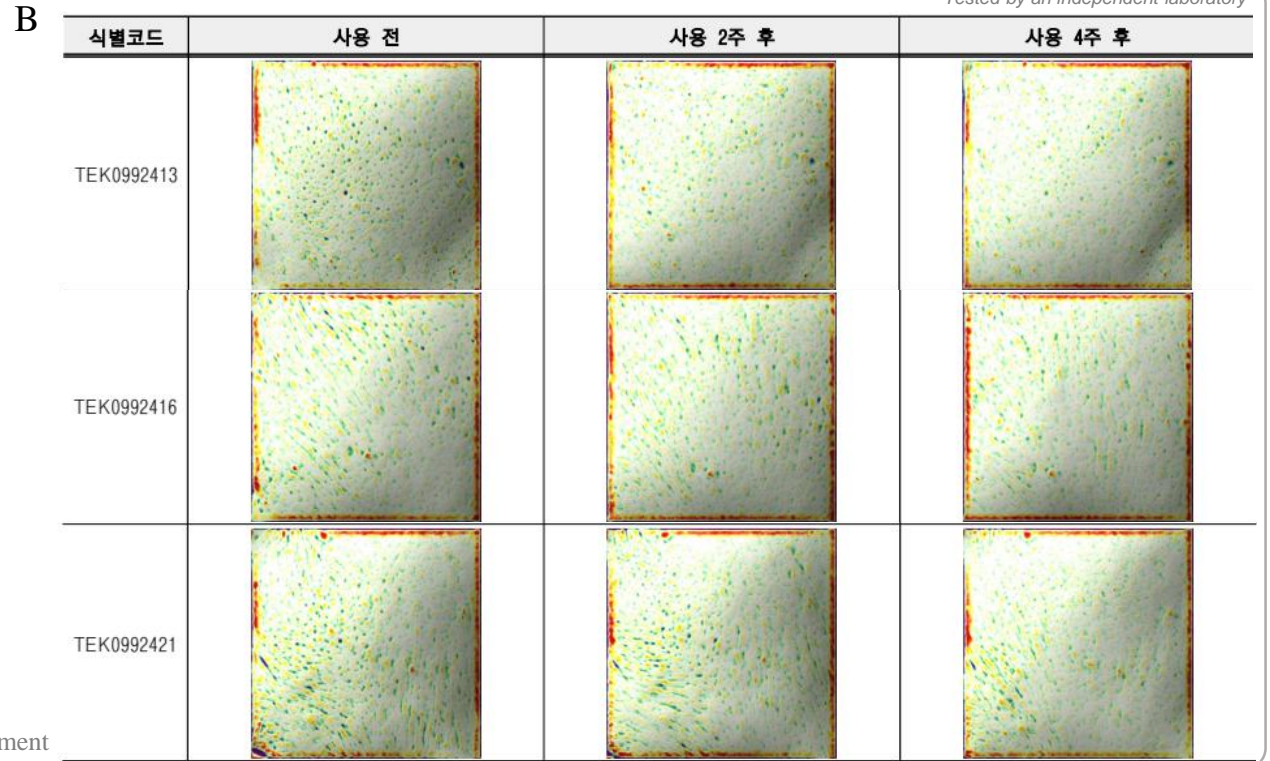 Tested by an independent laboratory
B
식별코드 사용 전 사용 2주 후 사용 4주 후
TEK0992413
TEK0992416
TEK0992421
ment